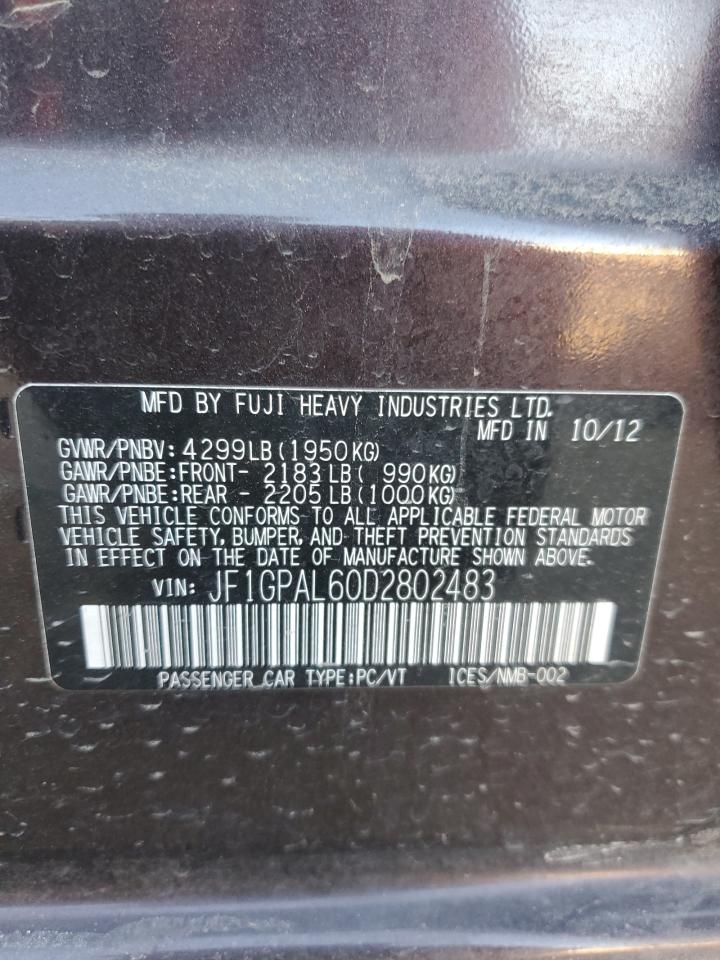 MFD BY FUJI HEAVY INDUSTRIES LTD.
MFD IN 10/12
GVWR/PNBV: 4299LB(1950KG)
GAWR/PNBE:FRONT- 2183LB( 990KG)
GAWR/PNBE:REAR - 2205LB(1000KG)
THIS VEHICLE CONFORMS TO ALL APPLICABLE FEDERAL MOTOR
VEHICLE SAFETY, BUMPER, AND THEFT PREVENTION STANDARDS
IN EFFECT ON THE DATE OF MANUFACTURE SHOWN ABOVE.
VIN: JF1GPAL60D2802483
PASSENGER CAR TYPE:PC/VT ICES/NMB-002